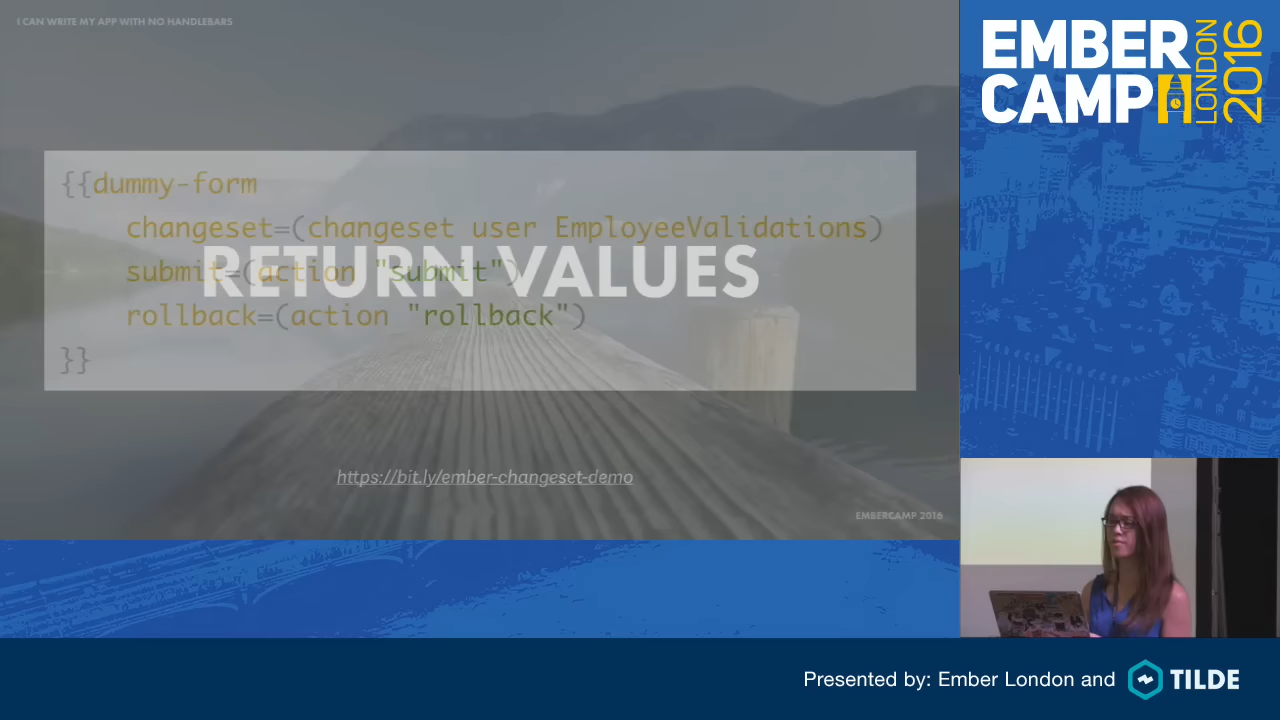 I CAN WRITE MY APP WITH NO HANDLEBARS
{{dummy-form
changeset=(changeset user EmployeeValidations)
submit=(action "submit")
RETURN VALUES
rollback=(action "rollback")
}}
https://bit.ly/ember-changeset-demo
EMBERCAMP 2016
EMBER
CAMP
LONDON
2016
Presented by: Ember London and
TILDE